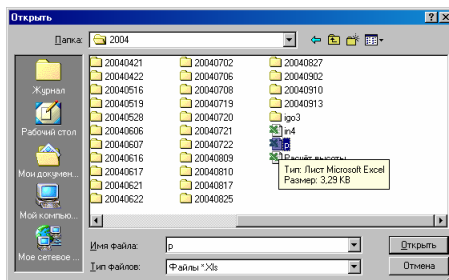 Открыть
Папка: 2004
Журнал
Рабочий стол
Мои докумен...
Мой компью...
Мое сетевое ...
20040421 20040702 20040827
20040422 20040706 20040902
20040516 20040708 20040910
20040519 20040719 20040913
20040528 20040720 igo3
20040606 20040721 in4
20040607 20040722 p
20040616 20040809 Расчёт высоты
20040617 20040810
20040621 20040817
20040622 20040825
Тип: Лист Microsoft Excel
Размер: 3,29 KB
Имя файла: p Открыть
Тип файлов: Файлы *.Xls Отмена